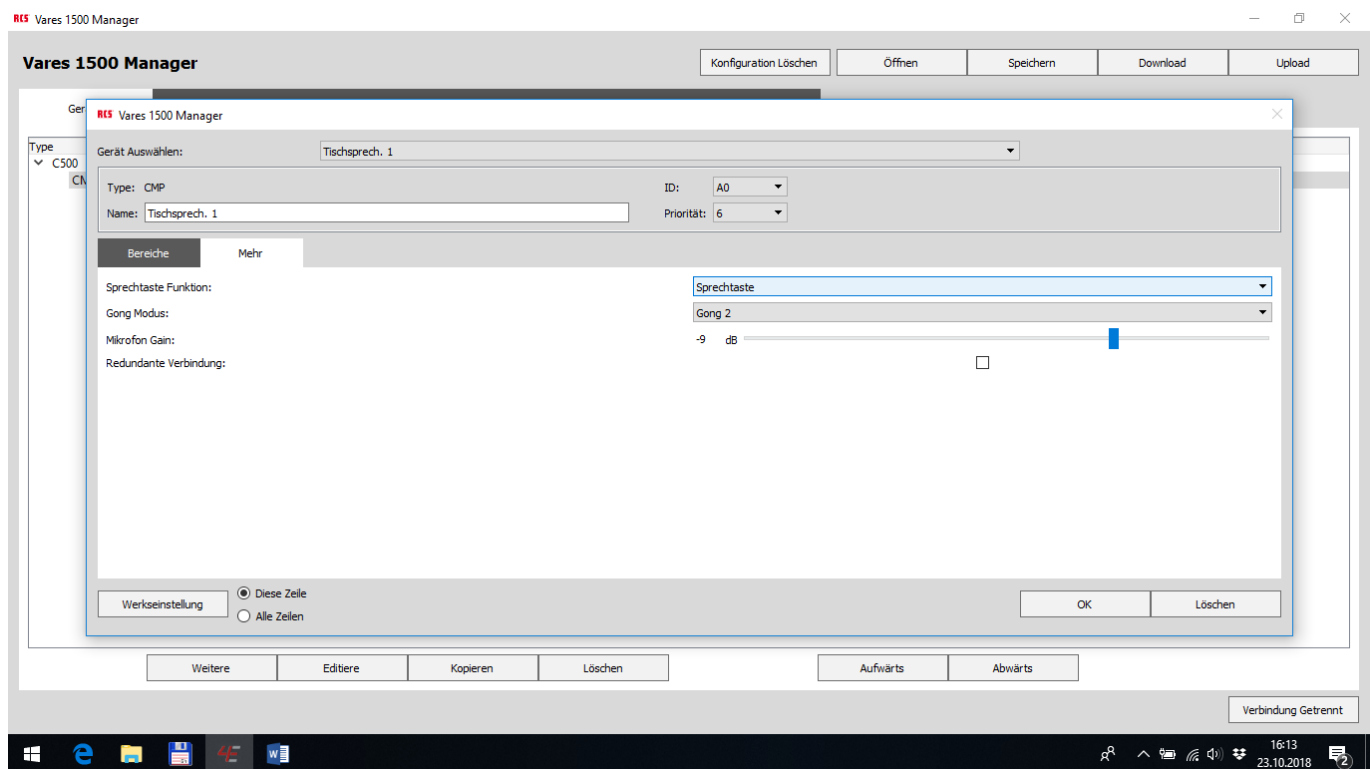 RCS Vares 1500 Manager
Vares 1500 Manager
Konfiguration Löschen Öffnen Speichern Download Upload
Ger
RCS Vares 1500 Manager
Type
C500
CM
Gerät Auswählen: Tischsprech. 1
Type: CMP ID: A0
Name: Tischsprech. 1 Priorität: 6
Bereiche Mehr
Sprechtaste Funktion: Sprechtaste
Gong Modus: Gong 2
Mikrofon Gain: -9 dB
Redundante Verbindung:
Werkseinstellung Diese Zeile
Alle Zeilen
OK Löschen
Weitere Editiere Kopieren Löschen Aufwärts Abwärts
Verbindung Getrennt
16:13
23.10.2018
2